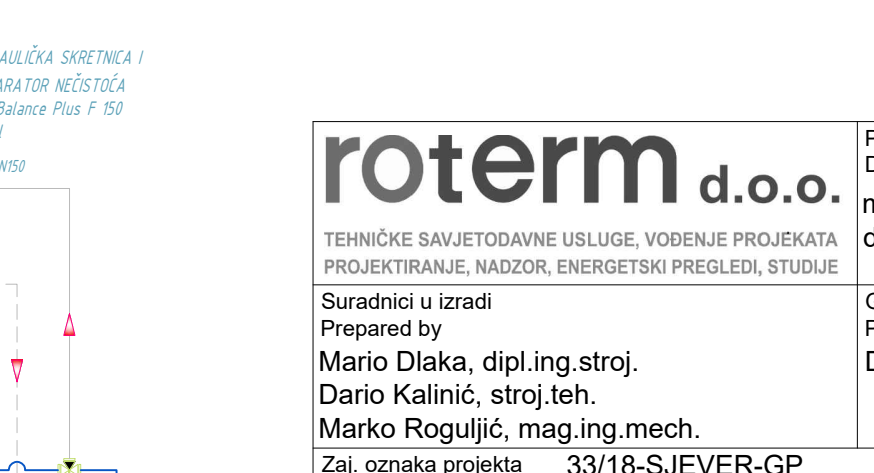 AULIČKA SKRETNICA I
ARATOR NEČISTOĆA
Balance Plus F 150
N150
roterm d.o.o.
TEHNIČKE SAVJETODAVNE USLUGE, VOĐENJE PROJEKATA
PROJEKTIRANJE, NADZOR, ENERGETSKI PREGLEDI, STUDIJE
Suradnici u izradi
Prepared by
Mario Dlaka, dipl.ing.stroj.
Dario Kalinić, stroj.teh.
Marko Roguljić, mag.ing.mech.
Zaj. oznaka projekta 33/18-SJEVER-GP